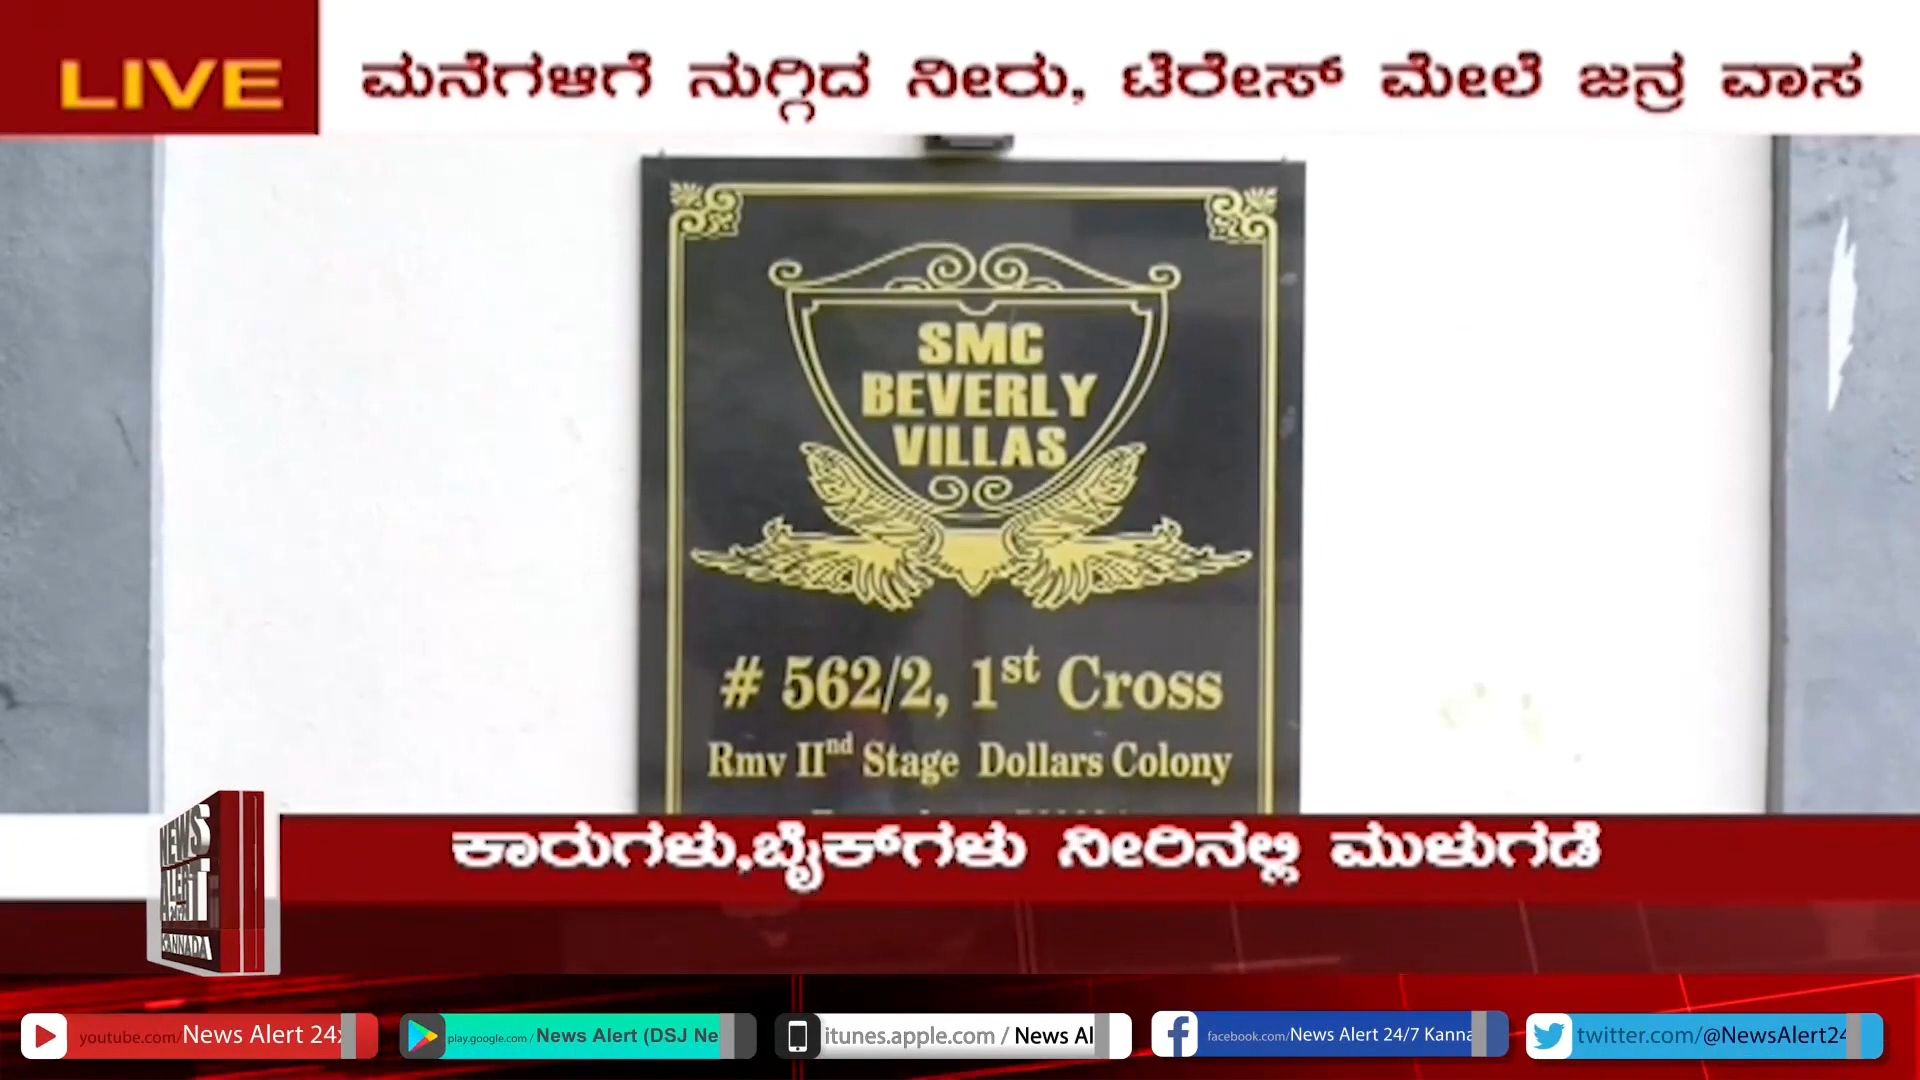 LIVE
ಮನೆಗಳಿಗೆ ನುಗ್ಗಿದ ನೀರು, ಟೆರೇಸ್ ಮೇಲೆ ಜನ್ರ ವಾಸ
SMC
BEVERLY
VILLAS
# 562/2, 1st Cross
Rmv IInd Stage Dollars Colony
ಕಾರುಗಳು,ಬೈಕ್‌ಗಳು ನೀರಿನಲ್ಲಿ ಮುಳುಗಡೆ
NEWS
ALERT
KANNADA
youtube.com/News Alert 24x
play.google.com/News Alert (DSJ Ne
itunes.apple.com / News Al
facebook.com/News Alert 24/7 Kanna
twitter.com/@NewsAlert24